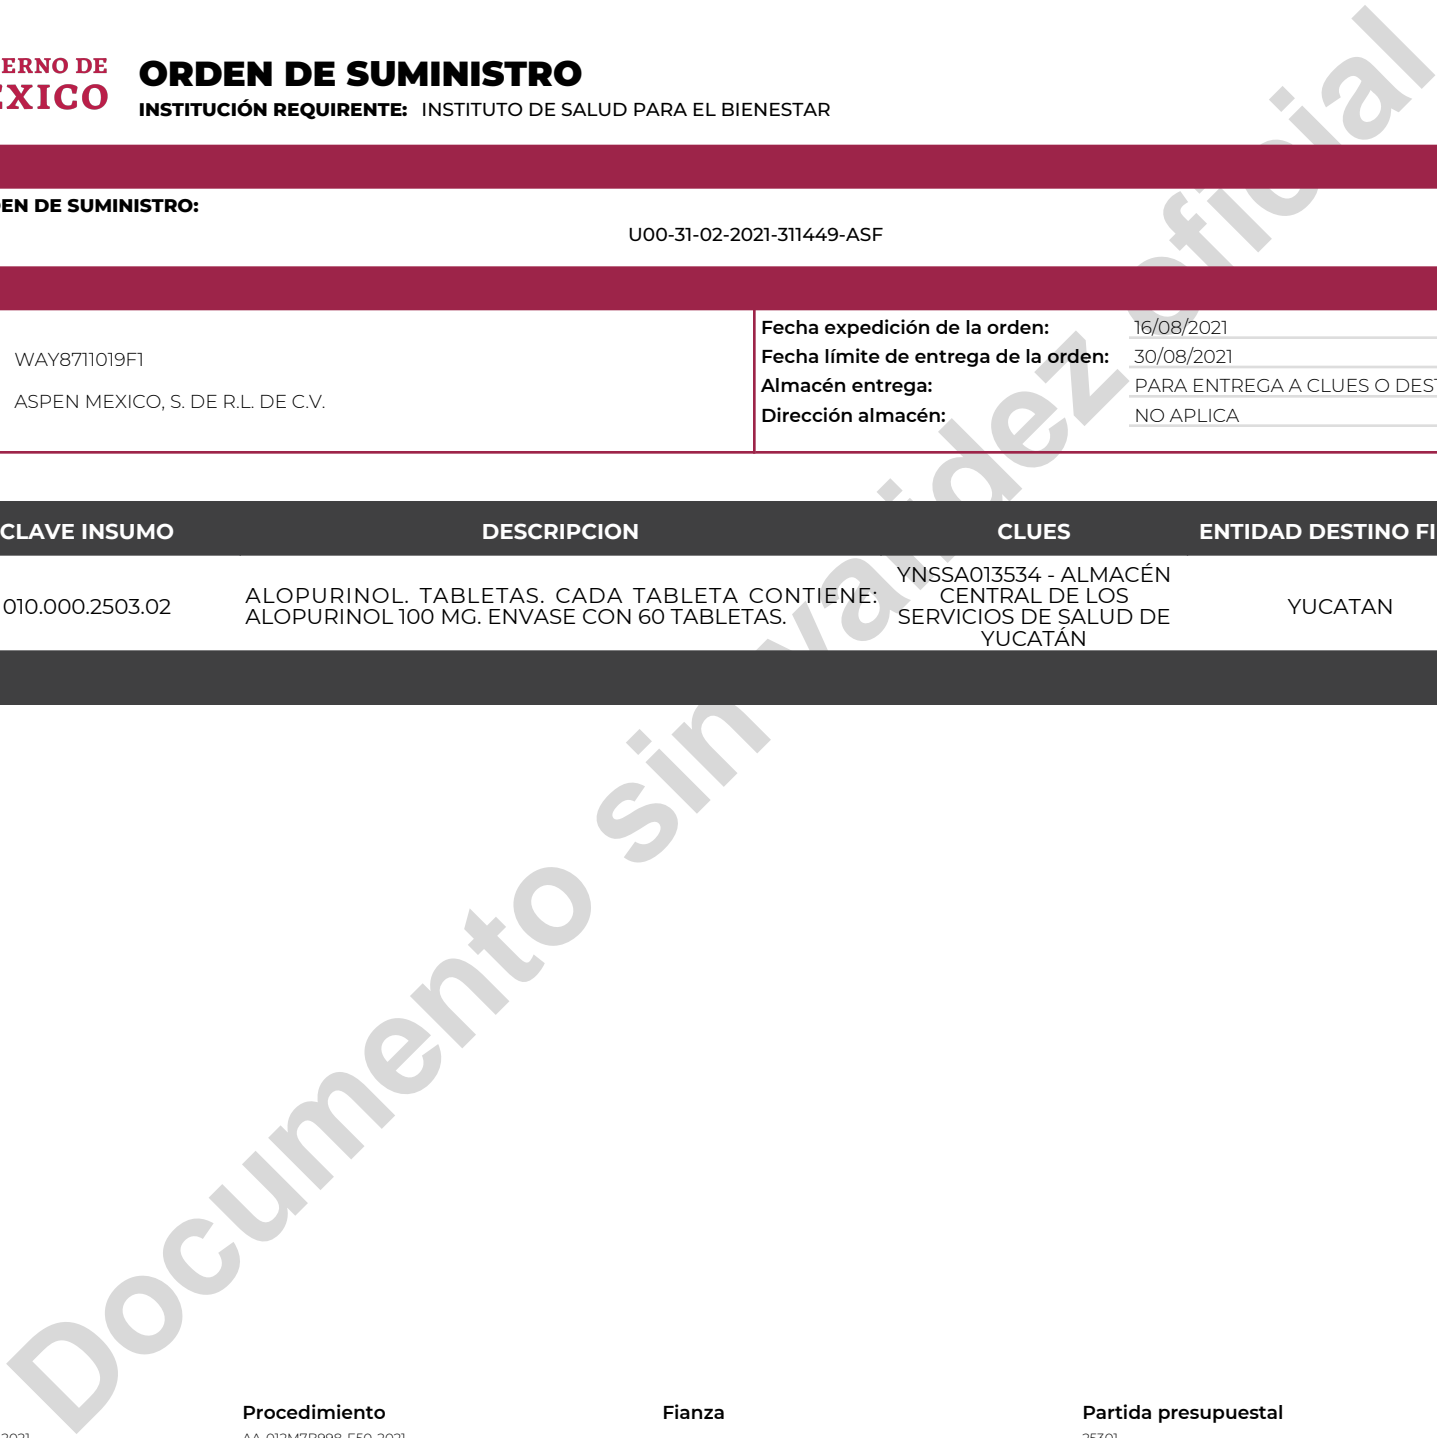 ORDEN DE SUMINISTRO
INSTITUCIÓN REQUIRENTE: INSTITUTO DE SALUD PARA EL BIENESTAR
ERNO DE
EXICO
EN DE SUMINISTRO:
U00-31-02-2021-311449-ASF
WAY8711019F1
ASPEN MEXICO, S. DE R.L. DE C.V.
Fecha expedición de la orden: 16/08/2021
Fecha límite de entrega de la orden: 30/08/2021
Almacén entrega: PARA ENTREGA A CLUES O DEST
Dirección almacén: NO APLICA
CLAVE INSUMO DESCRIPCION CLUES ENTIDAD DESTINO FI
010.000.2503.02
ALOPURINOL. TABLETAS. CADA TABLETA CONTIENE:
ALOPURINOL 100 MG. ENVASE CON 60 TABLETAS.
YNSSA013534 - ALMACÉN
CENTRAL DE LOS
SERVICIOS DE SALUD DE
YUCATÁN
YUCATAN
Documento sin validez oficial
Procedimiento Fianza Partida presupuestal